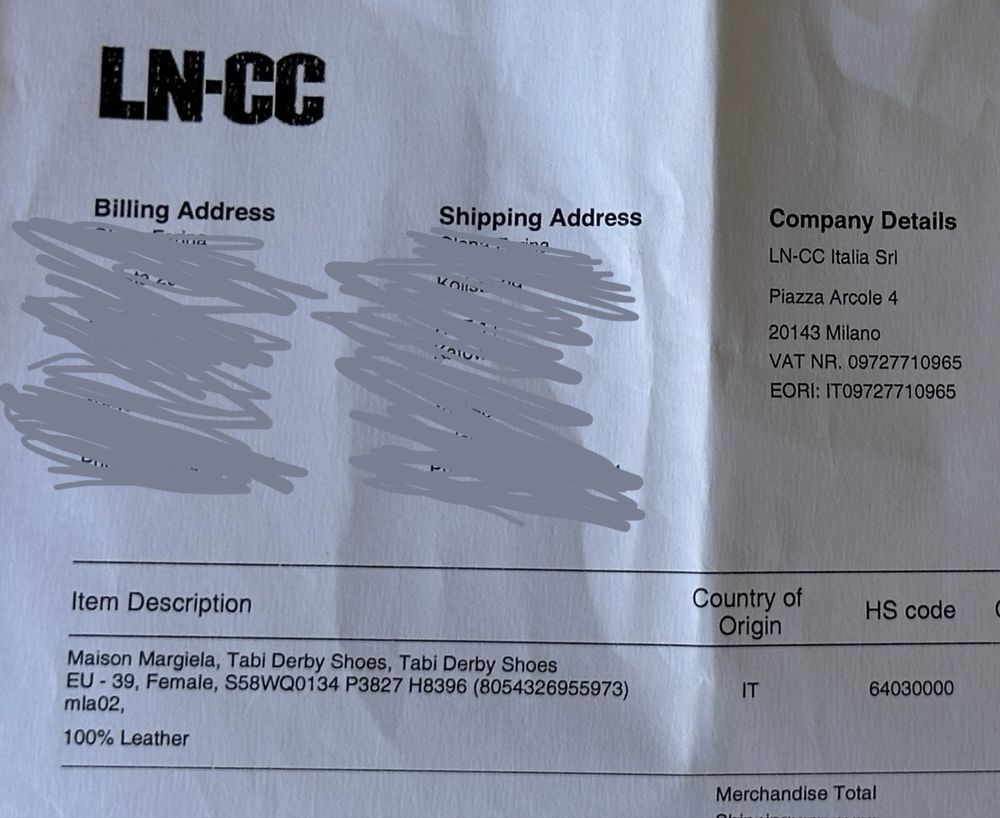 LN-CC
Billing Address
Shipping Address
Company Details
LN-CC Italia Srl
Piazza Arcole 4
20143 Milano
VAT NR. 09727710965
EORI: IT09727710965
Item Description
Country of
Origin
HS code
Maison Margiela, Tabi Derby Shoes, Tabi Derby Shoes
EU - 39, Female, S58WQ0134 P3827 H8396 (8054326955973)
mla02,
IT
64030000
100% Leather
Merchandise Total